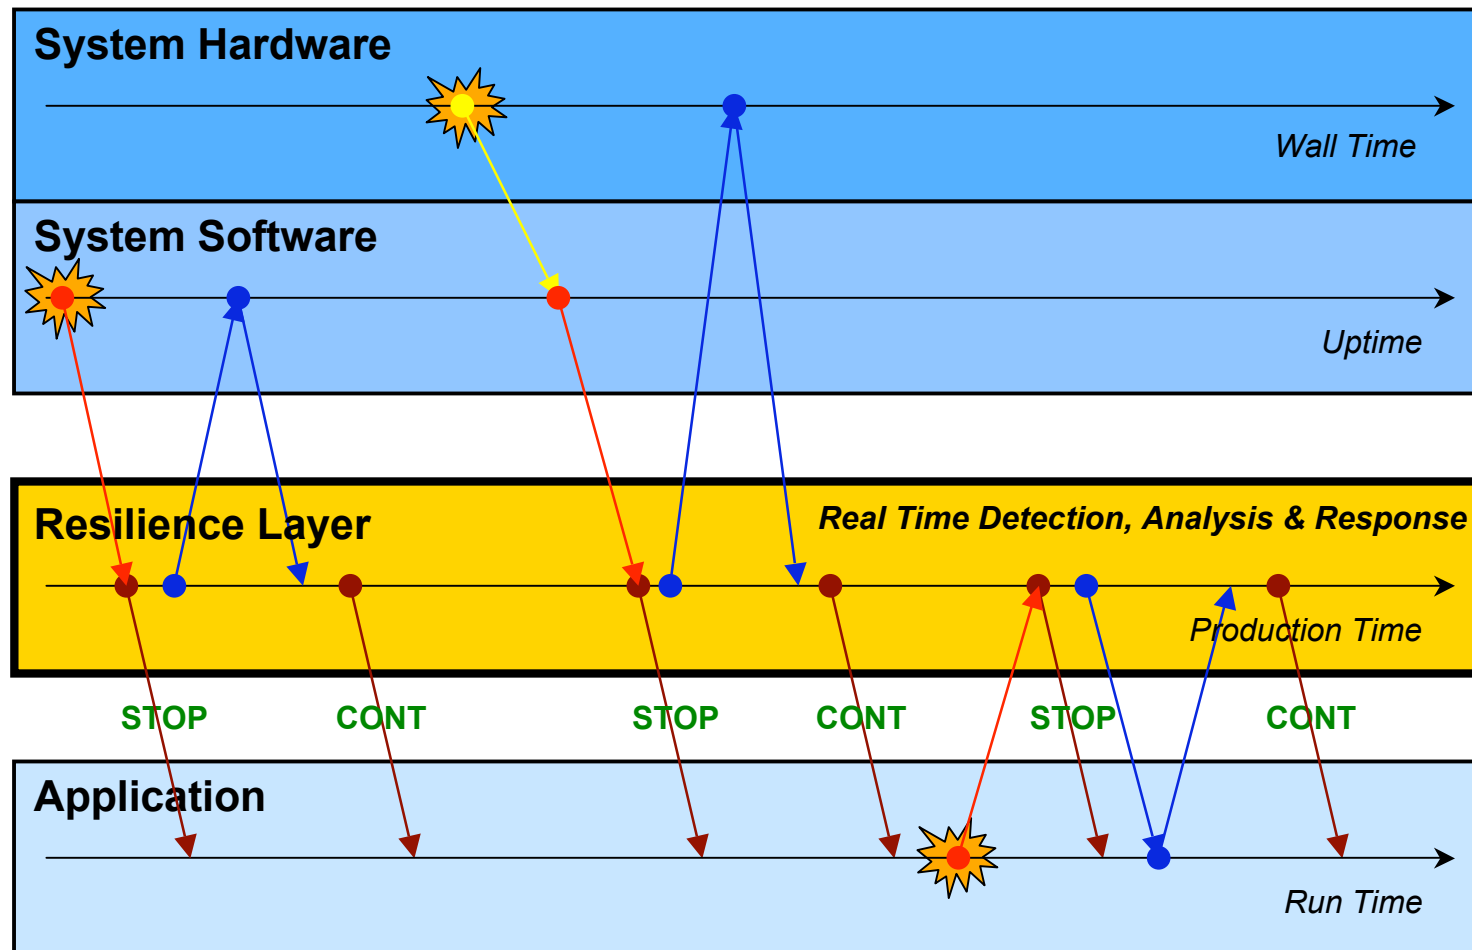 System Hardware
Wall Time
System Software
Uptime
Resilience Layer
Real Time Detection, Analysis & Response
Production Time
STOP CONT STOP CONT STOP CONT
Application
Run Time